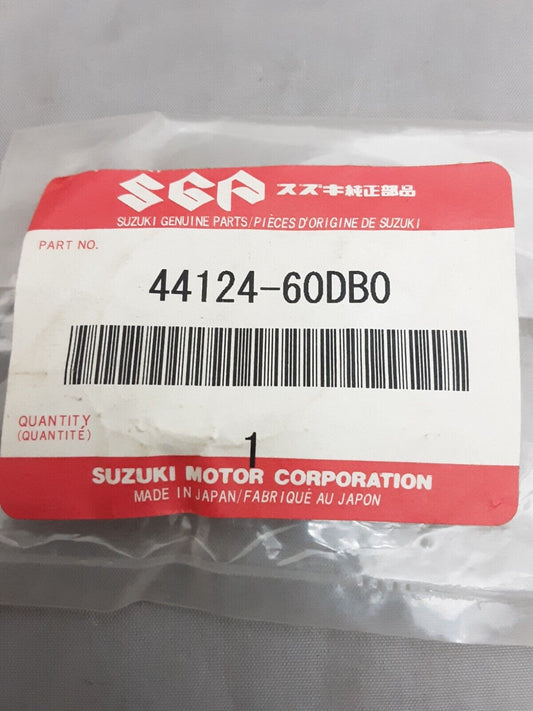 SGP スズキ純正部品
SUZUKI GENUINE PARTS/PIÈCES D'ORIGINE DE SUZUKI
PART NO.
44124-60DB0
QUANTITY
(QUANTITÉ)
1
SUZUKI MOTOR CORPORATION
MADE IN JAPAN/FABRIQUÉ AU JAPON